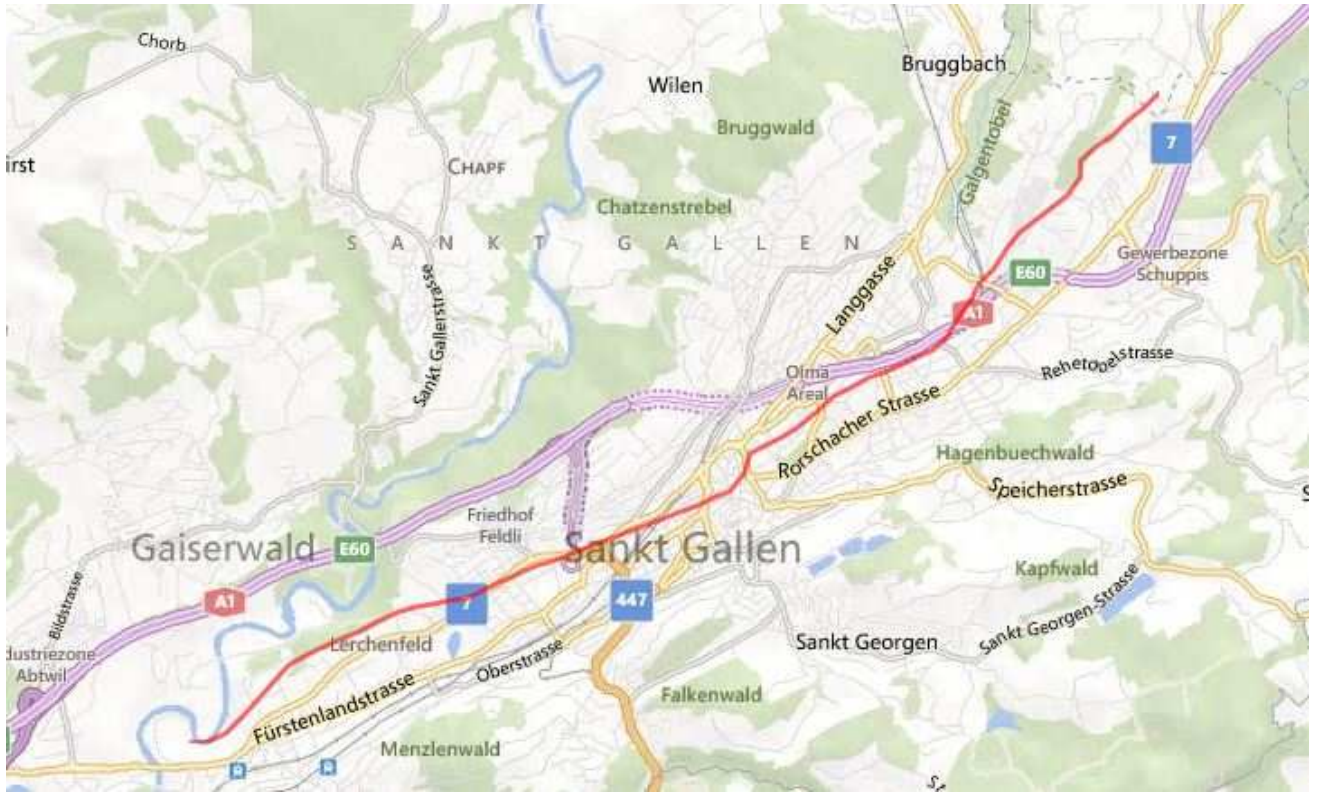 Chorb
Wilen
Bruggbach
Bruggwald
7
irst
CHAPF
Galgentobel
Chatzenstrebel
SANKT GALLEN
Gewerbezone
Schuppis
E60
Sankt Gallerstrasse
Langgasse
A1
Olma
Areal
Rehetobelstrasse
Rorschacher Strasse
Hagenbuechwald
Speicherstrasse
S
Friedhof
Feldli
Gaiserwald
E60
Sankt Gallen
Kapfwald
Bildstrasse
A1
7
447
Sankt Georgen-Strasse
Lerchenfeld
Sankt Georgen
dustriezone
Abtwil
Oberstrasse
Fürstenlandstrasse
Falkenwald
Menzlenwald